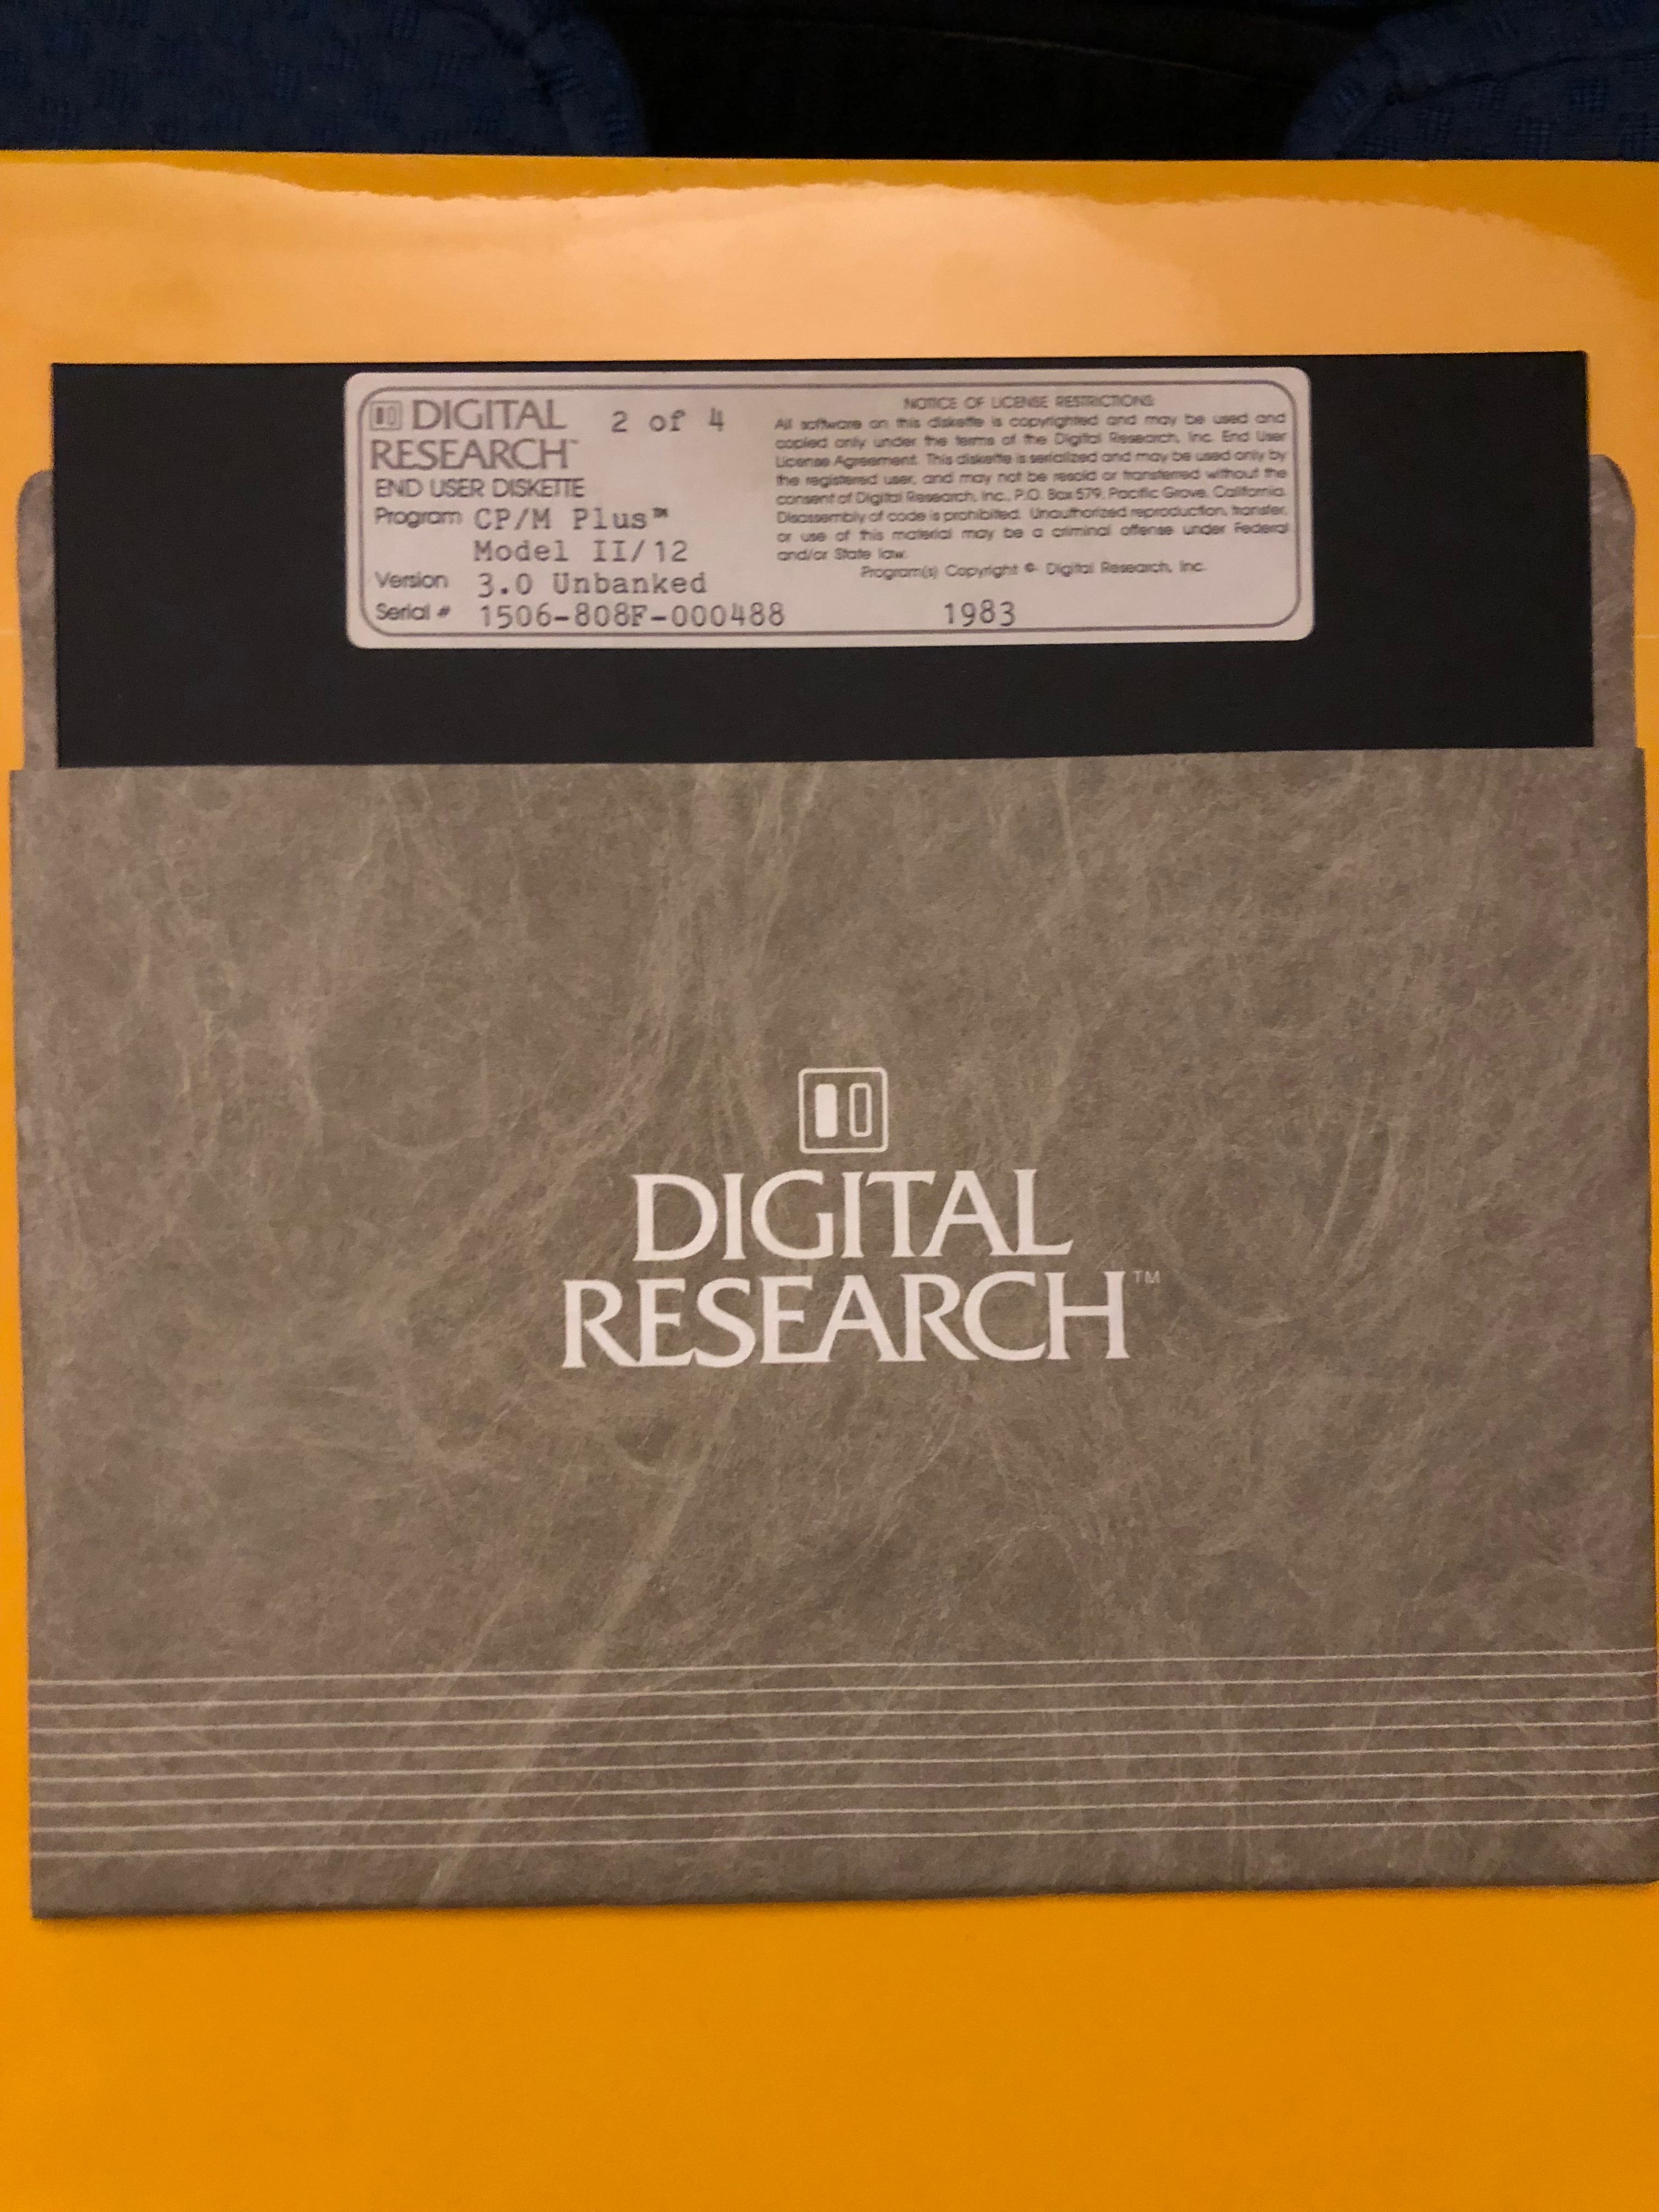 DIGITAL 2 of 4
RESEARCH™
END USER DISKETTE
Program CP/M Plus™
Model II/12
Version 3.0 Unbanked
Serial # 1506-808F-000488
NOTICE OF LICENSE RESTRICTIONS
All software on this diskette is copyrighted and may be used and
copied only under the terms of the Digital Research, Inc. End User
License Agreement. This diskette is serialized and may be used only by
the registered user, and may not be resold or transferred without the
consent of Digital Research, Inc., P.O. Box 579, Pacific Grove, California.
Disassembly of code is prohibited. Unauthorized reproduction, transfer,
or use of this material may be a criminal offense under Federal
and/or State law.
Program(s) Copyright © Digital Research, Inc.
1983
DIGITAL
RESEARCH™